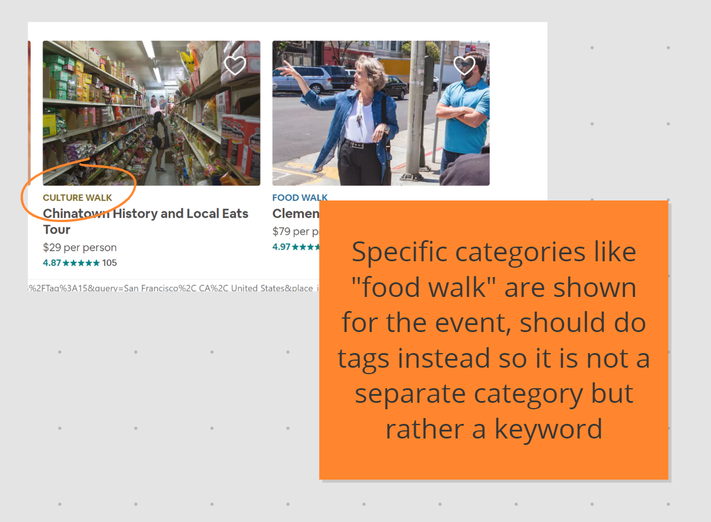 CULTURE WALK
Chinatown History and Local Eats
Tour
$29 per person
4.87★★★★★ 105
FOOD WALK
Clemen
$79 per p
4.97★★★★
%2FTag%3A15&query=San Francisco%2C CA%2C United States&place_i
Specific categories like
"food walk" are shown
for the event, should do
tags instead so it is not a
separate category but
rather a keyword